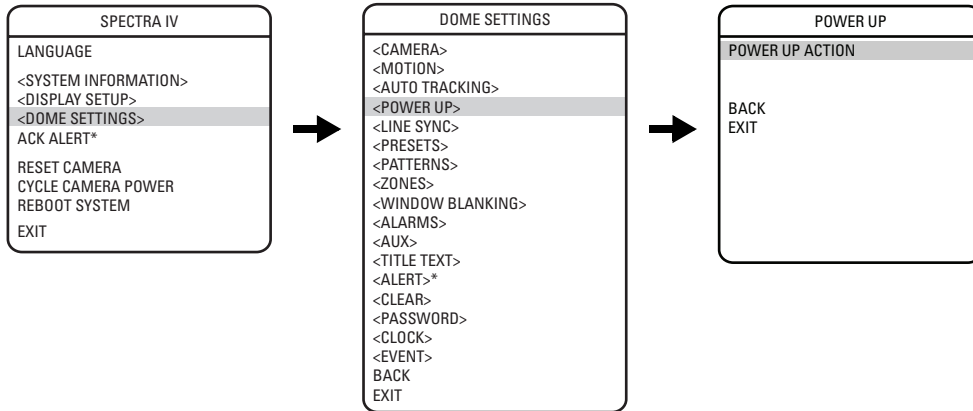 SPECTRA IV
LANGUAGE
<SYSTEM INFORMATION>
<DISPLAY SETUP>
<DOME SETTINGS>
ACK ALERT*
RESET CAMERA
CYCLE CAMERA POWER
REBOOT SYSTEM
EXIT
DOME SETTINGS
<CAMERA>
<MOTION>
<AUTO TRACKING>
<POWER UP>
<LINE SYNC>
<PRESETS>
<PATTERNS>
<ZONES>
<WINDOW BLANKING>
<ALARMS>
<AUX>
<TITLE TEXT>
<ALERT>*
<CLEAR>
<PASSWORD>
<CLOCK>
<EVENT>
BACK
EXIT
POWER UP
POWER UP ACTION
BACK
EXIT